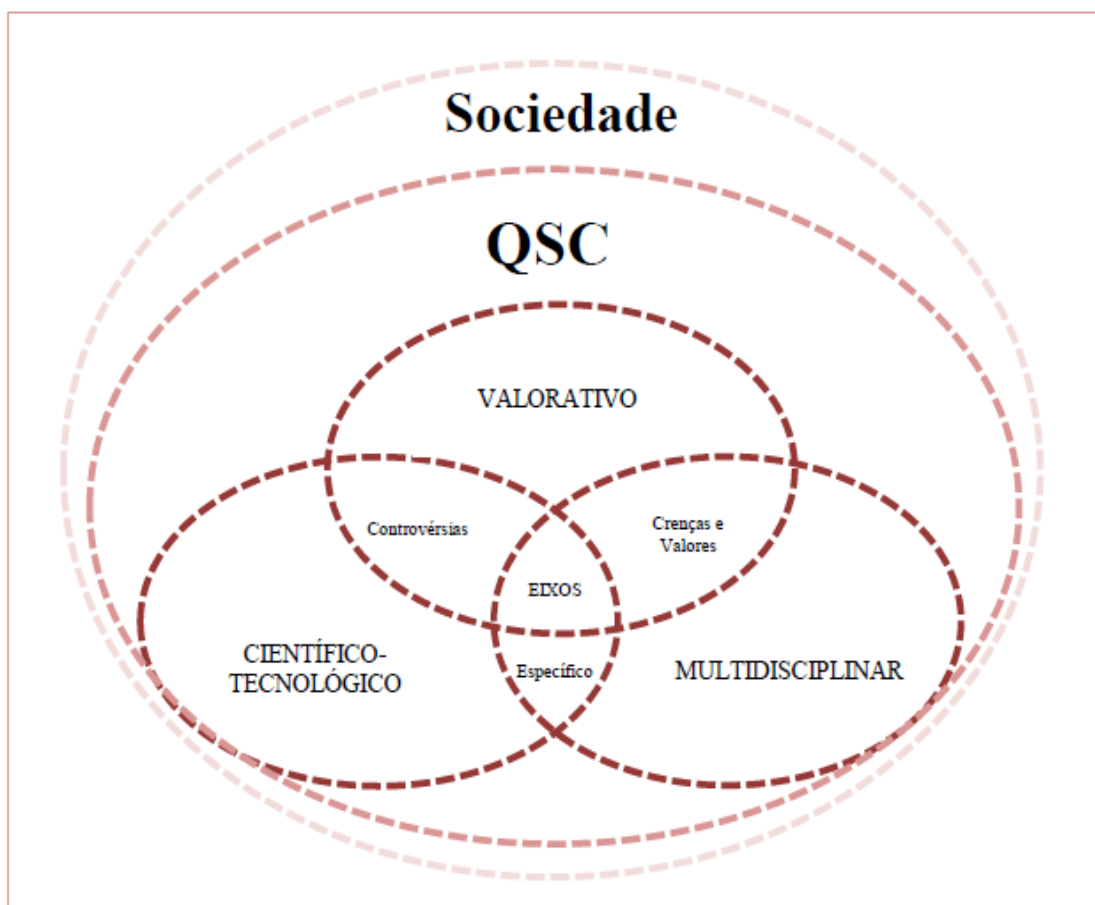 Sociedade
QSC
VALORATIVO
Controvérsias
Crenças e
Valores
EIXOS
CIENTÍFICO-
TECNOLÓGICO
Específico
MULTIDISCIPLINAR